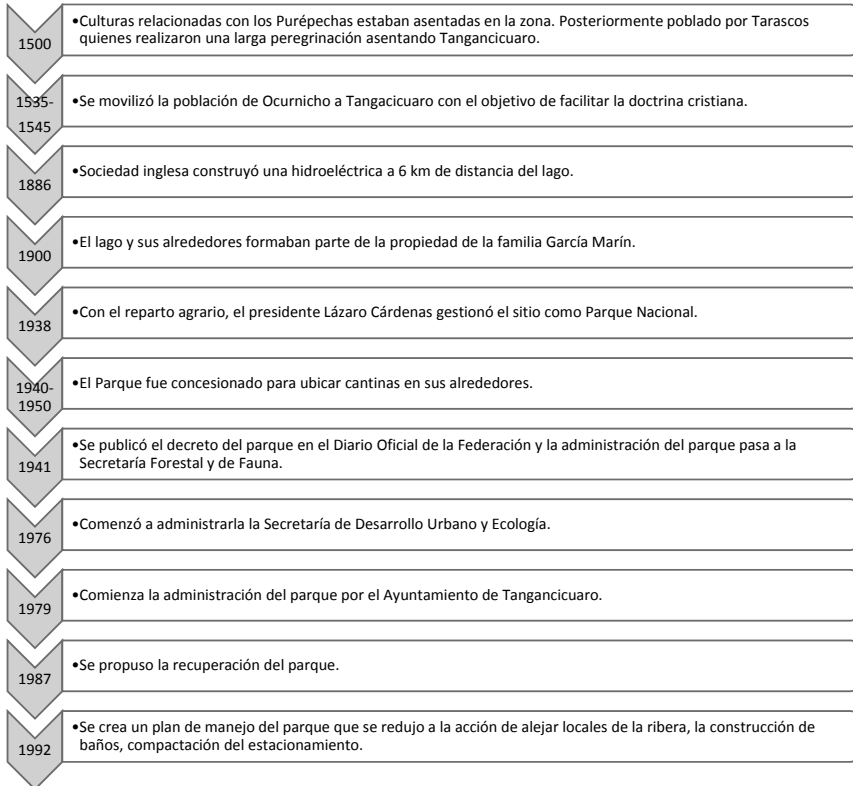 1500
•Culturas relacionadas con los Purépechas estaban asentadas en la zona. Posteriormente poblado por Tarascos
quienes realizaron una larga peregrinación asentando Tangancicuaro.
1535-
1545
•Se movilizó la población de Ocurnicho a Tangacicuaro con el objetivo de facilitar la doctrina cristiana.
1886
•Sociedad inglesa construyó una hidroeléctrica a 6 km de distancia del lago.
1900
•El lago y sus alrededores formaban parte de la propiedad de la familia García Marín.
1938
•Con el reparto agrario, el presidente Lázaro Cárdenas gestionó el sitio como Parque Nacional.
1940-
1950
•El Parque fue concesionado para ubicar cantinas en sus alrededores.
1941
•Se publicó el decreto del parque en el Diario Oficial de la Federación y la administración del parque pasa a la
Secretaría Forestal y de Fauna.
1976
•Comenzó a administrarla la Secretaría de Desarrollo Urbano y Ecología.
1979
•Comienza la administración del parque por el Ayuntamiento de Tangancicuaro.
1987
•Se propuso la recuperación del parque.
1992
•Se crea un plan de manejo del parque que se redujo a la acción de alejar locales de la ribera, la construcción de
baños, compactación del estacionamiento.